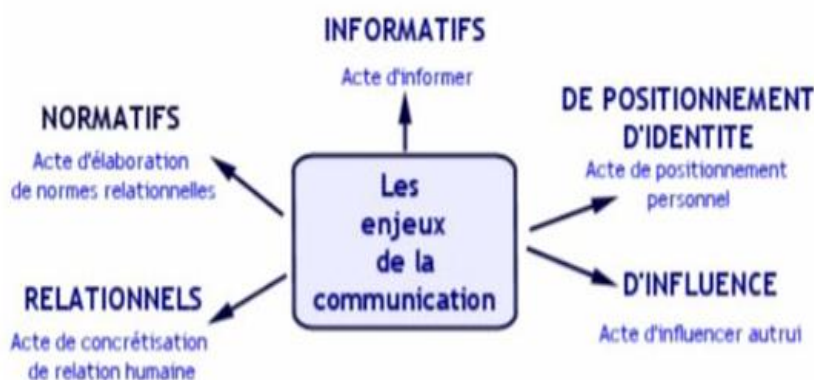 INFORMATIFS
Acte d'informer
DE POSITIONNEMENT
D'IDENTITE
Acte de positionnement
personnel
NORMATIFS
Acte d'élaboration
de normes relationnelles
Les
enjeux
de la
communication
RELATIONNELS
Acte de concrétisation
de relation humaine
D'INFLUENCE
Acte d'influencer autrui